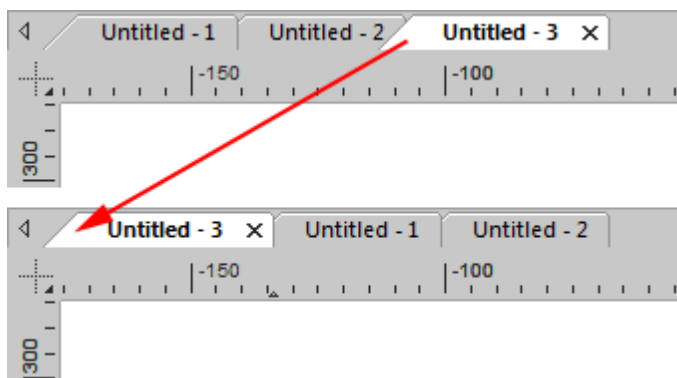 Untitled - 1 Untitled - 2 Untitled - 3 ×
-150 -100
300
Untitled - 3 × Untitled - 1 Untitled - 2
-150 -100
300